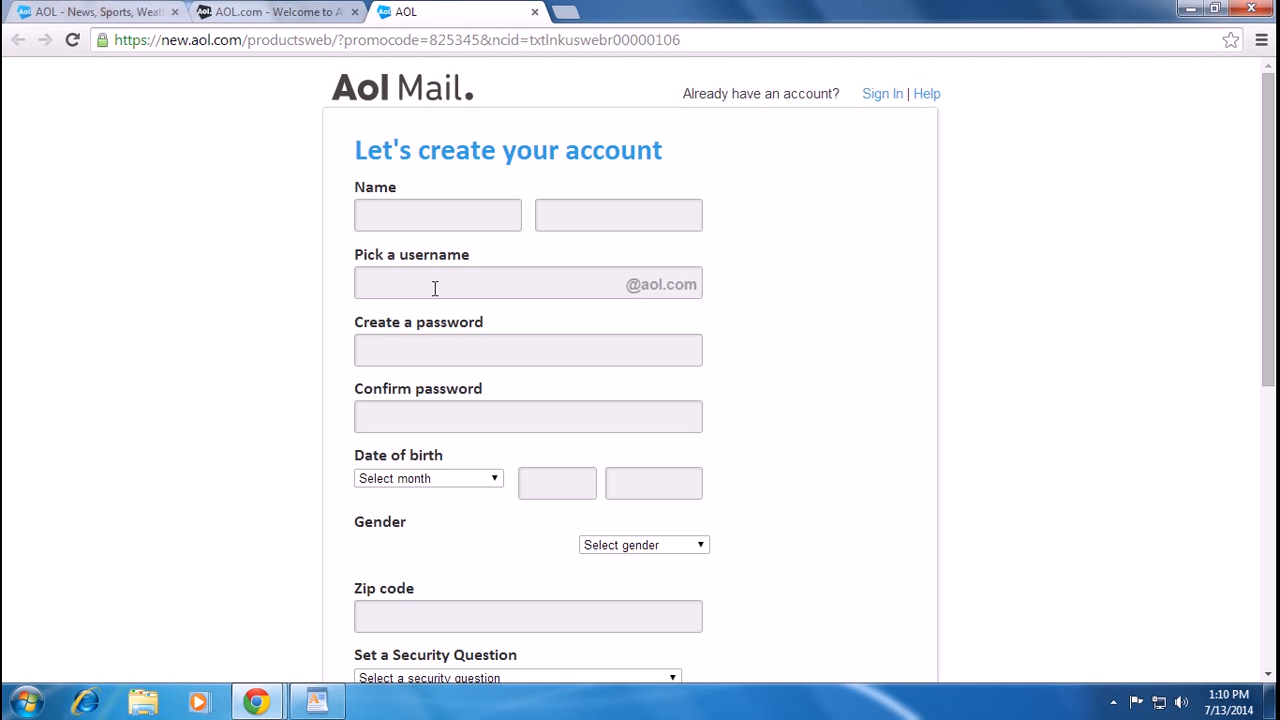 AOL - News, Sports, Weath
AOL.com - Welcome to A
AOL
https://new.aol.com/productsweb/?promocode=825345&ncid=txtlnkuswebr00000106
Aol Mail.
Already have an account? Sign In | Help
Let's create your account
Name
Pick a username
@aol.com
Create a password
Confirm password
Date of birth
Select month
Gender
Select gender
Zip code
Set a Security Question
Select a security question
1:10 PM
7/13/2014